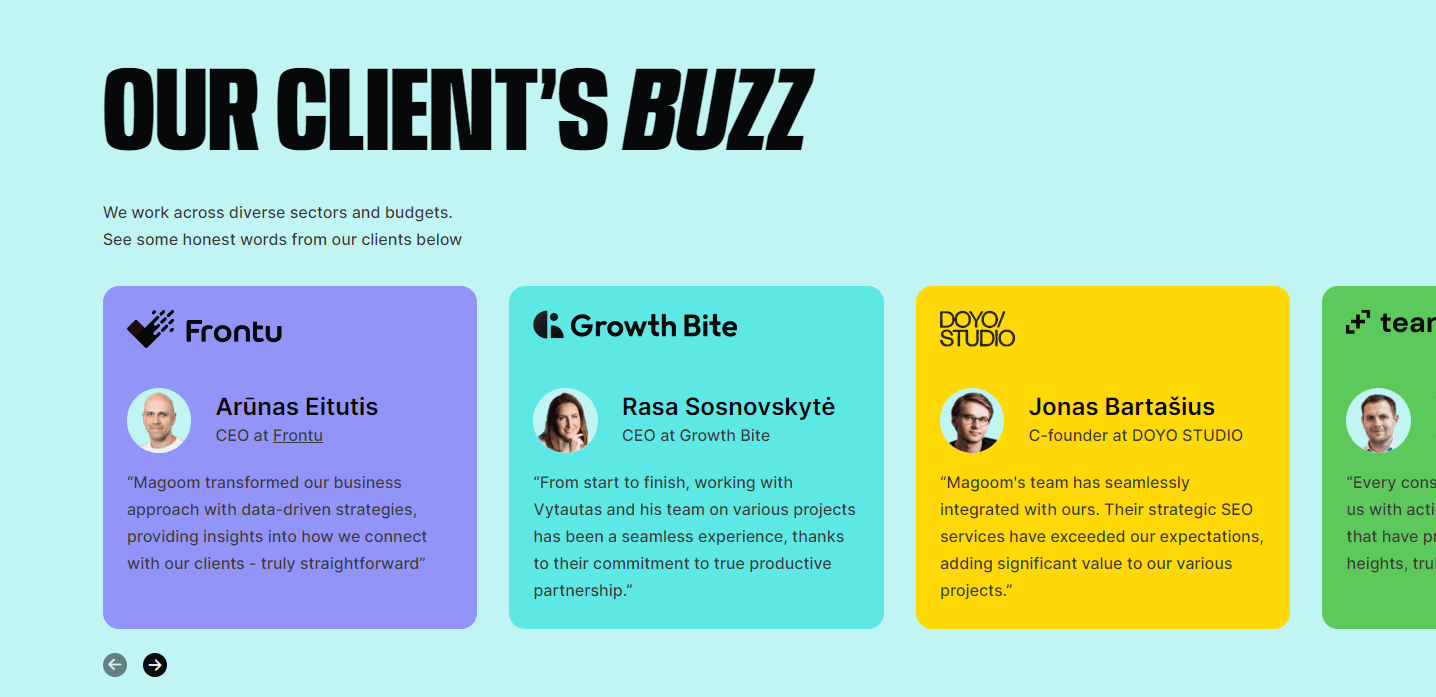 OUR CLIENT’S BUZZ
We work across diverse sectors and budgets.
See some honest words from our clients below
Frontu
Arūnas Eitutis
CEO at Frontu
“Magoom transformed our business
approach with data-driven strategies,
providing insights into how we connect
with our clients - truly straightforward”
Growth Bite
Rasa Sosnovskytė
CEO at Growth Bite
“From start to finish, working with
Vytautas and his team on various projects
has been a seamless experience, thanks
to their commitment to true productive
partnership.”
DOYO/
STUDIO
Jonas Bartašius
C-founder at DOYO STUDIO
“Magoom's team has seamlessly
integrated with ours. Their strategic SEO
services have exceeded our expectations,
adding significant value to our various
projects.”
“Every
us with
that have
heights,